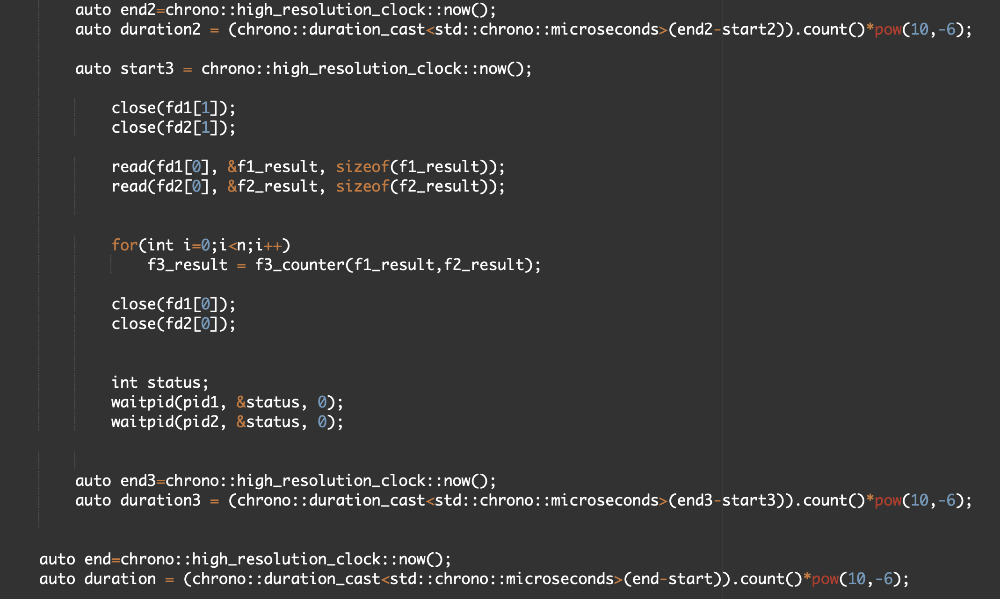 auto end2=chrono::high_resolution_clock::now();
auto duration2 = (chrono::duration_cast<std::chrono::microseconds>(end2-start2)).count()*pow(10,-6);
auto start3 = chrono::high_resolution_clock::now();
close(fd1[1]);
close(fd2[1]);
read(fd1[0], &f1_result, sizeof(f1_result));
read(fd2[0], &f2_result, sizeof(f2_result));
for(int i=0;i<n;i++)
f3_result = f3_counter(f1_result,f2_result);
close(fd1[0]);
close(fd2[0]);
int status;
waitpid(pid1, &status, 0);
waitpid(pid2, &status, 0);
auto end3=chrono::high_resolution_clock::now();
auto duration3 = (chrono::duration_cast<std::chrono::microseconds>(end3-start3)).count()*pow(10,-6);
auto end=chrono::high_resolution_clock::now();
auto duration = (chrono::duration_cast<std::chrono::microseconds>(end-start)).count()*pow(10,-6);